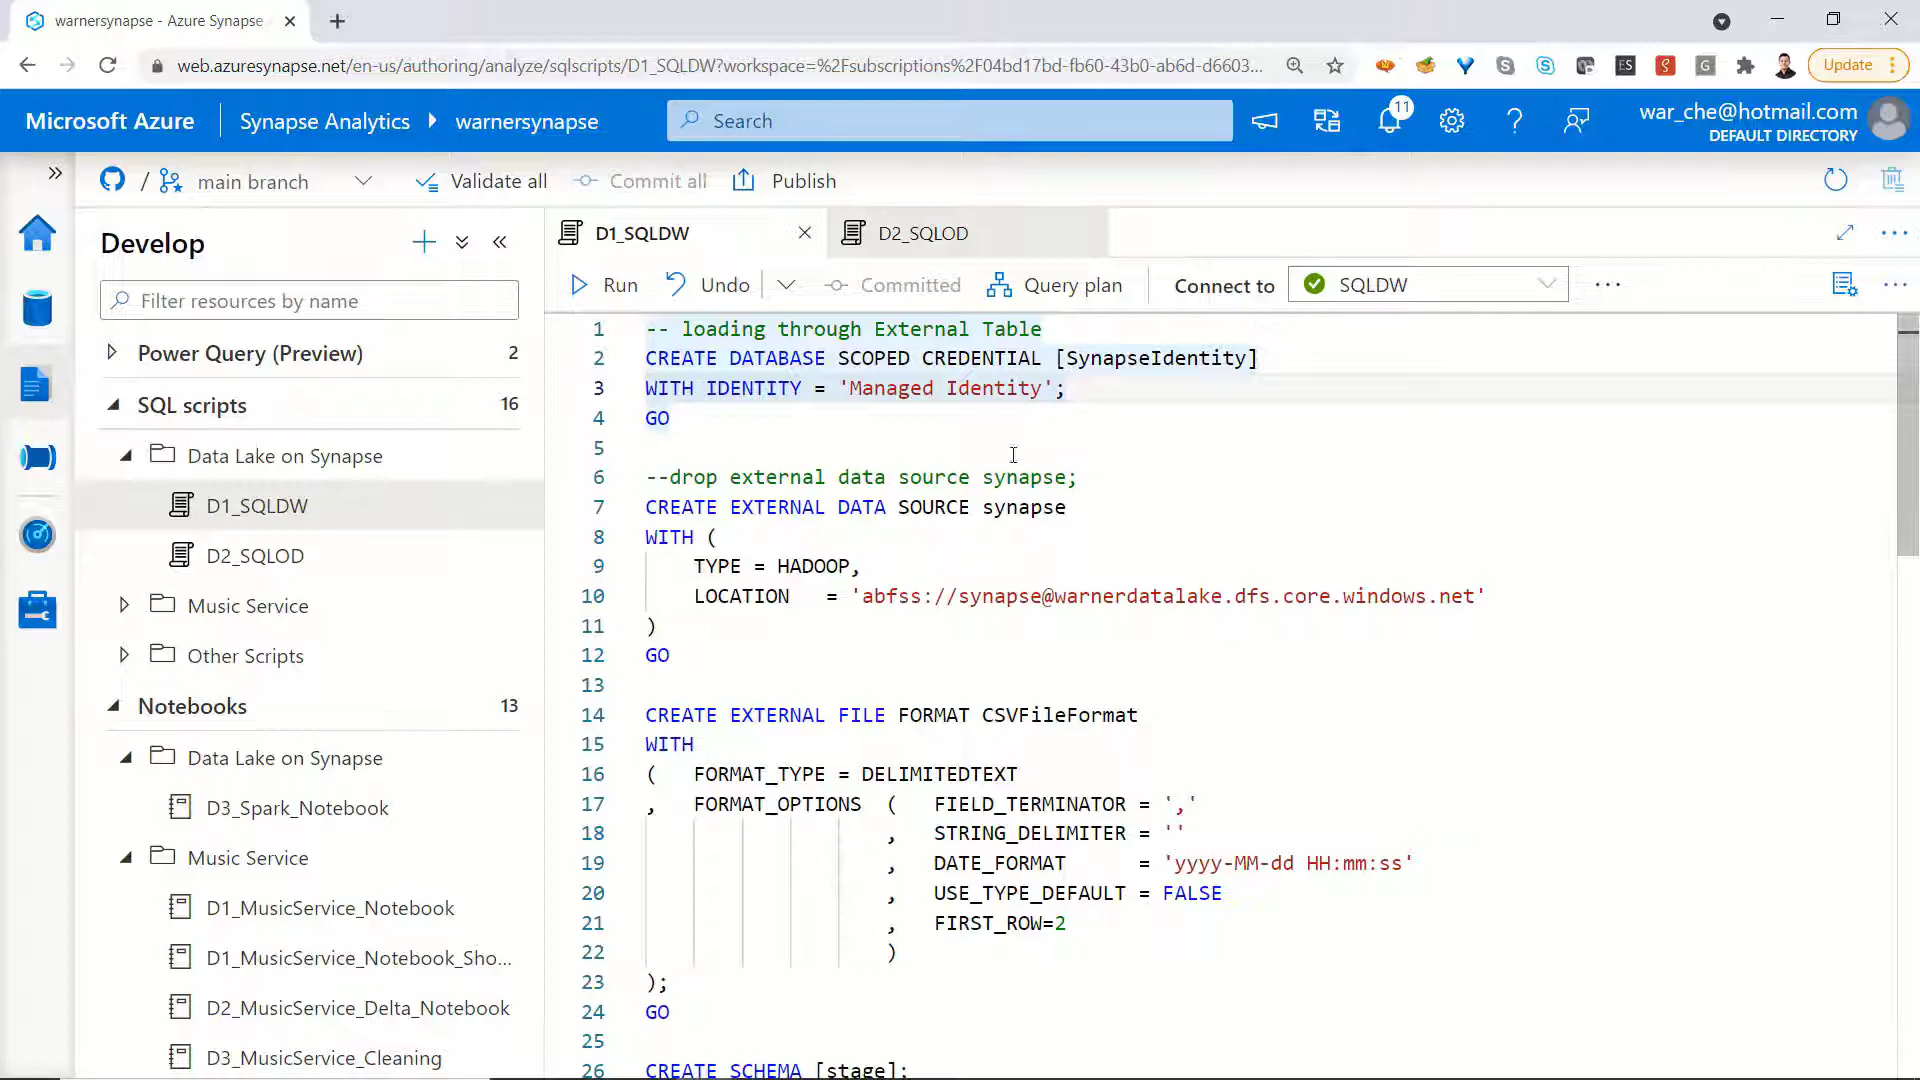 warnersynapse - Azure Synapse
web.azuresynapse.net/en-us/authoring/analyze/sqlscripts/D1_SQLDW?workspace=%2Fsubscriptions%2F04bd17bd-fb60-43b0-ab6d-d6603...
Update
Microsoft Azure
Synapse Analytics
warnersynapse
Search
11
war_che@hotmail.com
DEFAULT DIRECTORY
/ main branch
Validate all
Commit all
Publish
Develop
Filter resources by name
Power Query (Preview) 2
SQL scripts 16
Data Lake on Synapse
D1_SQLDW
D2_SQLOD
Music Service
Other Scripts
Notebooks 13
Data Lake on Synapse
D3_Spark_Notebook
Music Service
D1_MusicService_Notebook
D1_MusicService_Notebook_Sho...
D2_MusicService_Delta_Notebook
D3_MusicService_Cleaning
D1_SQLDW
D2_SQLOD
Run
Undo
Committed
Query plan
Connect to
SQLDW
1 -- loading through External Table
2 CREATE DATABASE SCOPED CREDENTIAL [SynapseIdentity]
3 WITH IDENTITY = 'Managed Identity';
4 GO
5
6 --drop external data source synapse;
7 CREATE EXTERNAL DATA SOURCE synapse
8 WITH (
9 TYPE = HADOOP,
10 LOCATION = 'abfss://synapse@warnerdatalake.dfs.core.windows.net'
11 )
12 GO
13
14 CREATE EXTERNAL FILE FORMAT CSVFileFormat
15 WITH
16 ( FORMAT_TYPE = DELIMITEDTEXT
17 , FORMAT_OPTIONS ( FIELD_TERMINATOR = ','
18 , STRING_DELIMITER = ''
19 , DATE_FORMAT = 'yyyy-MM-dd HH:mm:ss'
20 , USE_TYPE_DEFAULT = FALSE
21 , FIRST_ROW=2
22 )
23 );
24 GO
25
26 CREATE SCHEMA [stage];